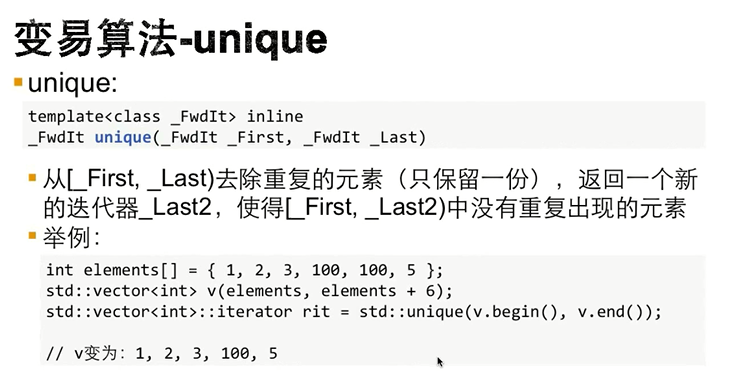 变易算法-unique
unique:
template<class _FwdIt> inline
_FwdIt unique(_FwdIt _First, _FwdIt _Last)
从[_First, _Last)去除重复的元素（只保留一份），返回一个新
的迭代器_Last2，使得[_First, _Last2)中没有重复出现的元素
举例：
int elements[] = { 1, 2, 3, 100, 100, 5 };
std::vector<int> v(elements, elements + 6);
std::vector<int>::iterator rit = std::unique(v.begin(), v.end());
// v变为：1, 2, 3, 100, 5